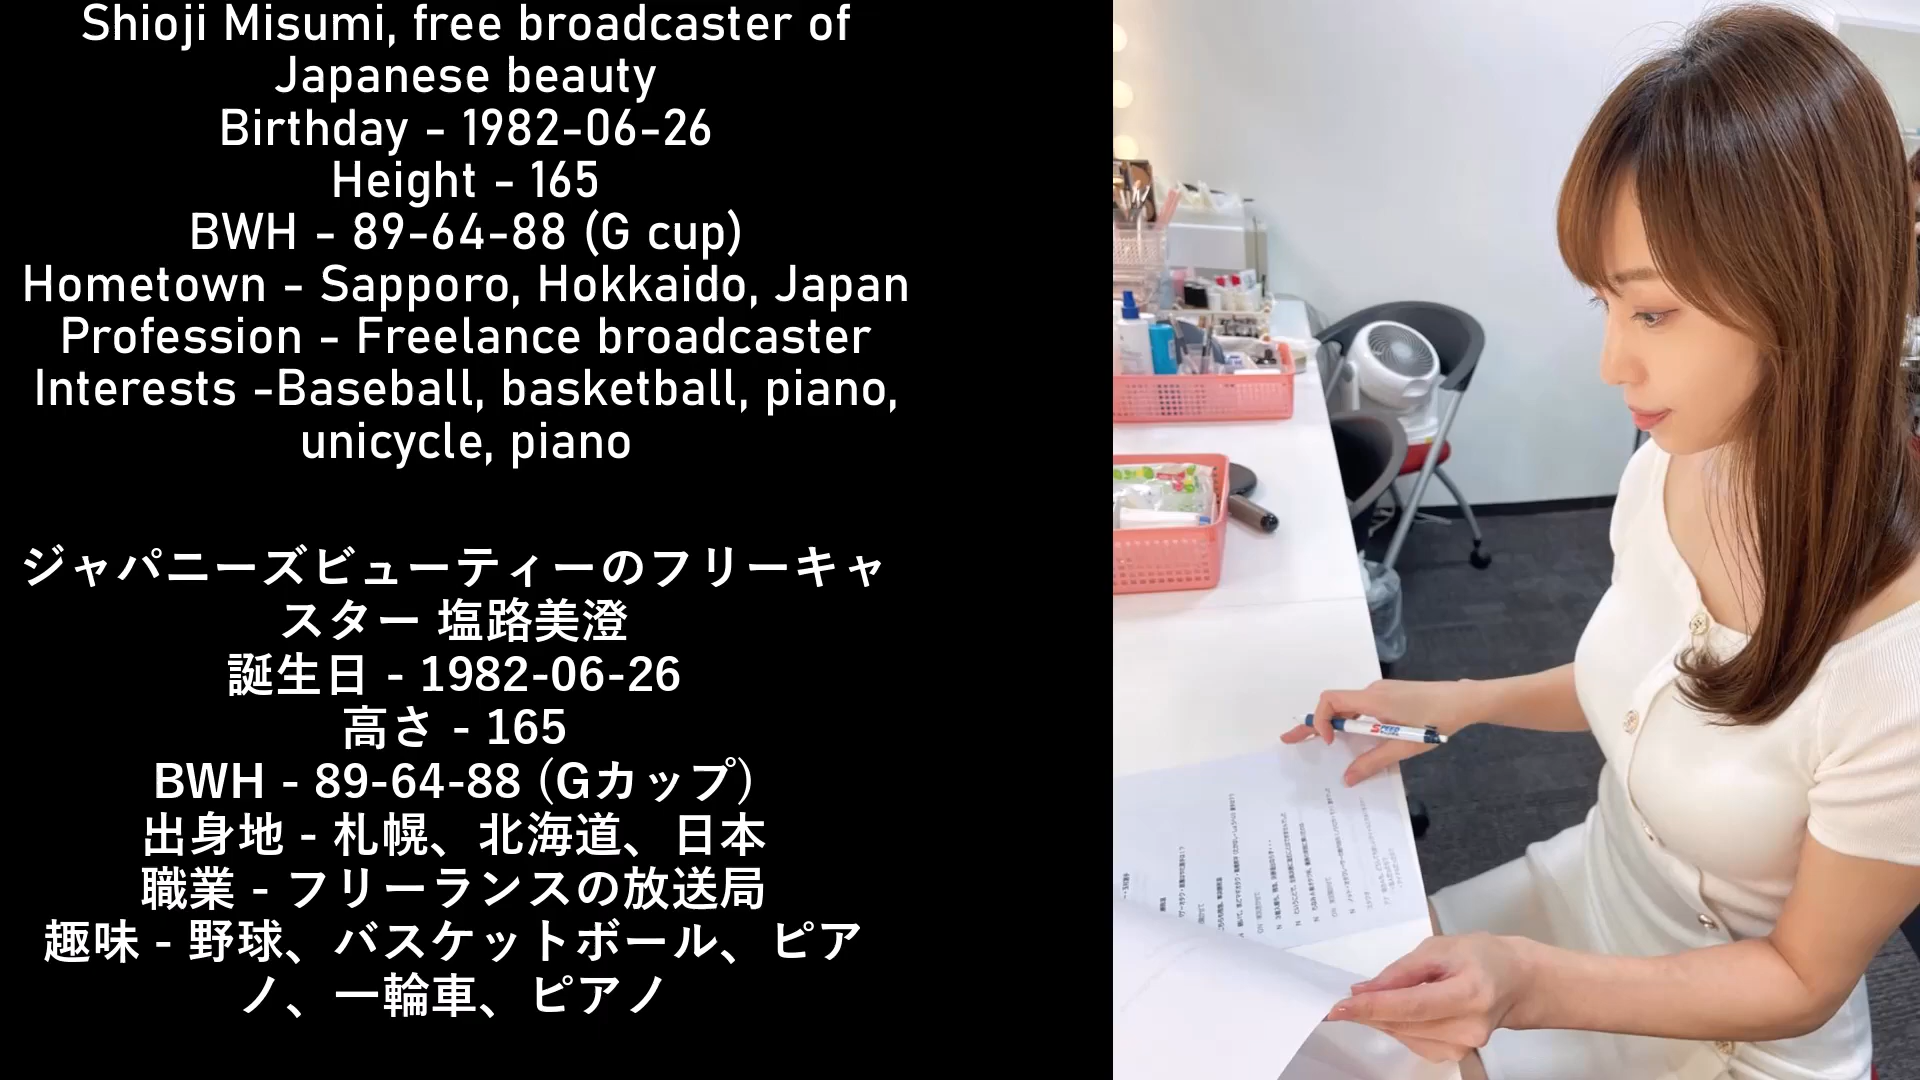 Shioji Misumi, free broadcaster of
Japanese beauty
Birthday - 1982-06-26
Height - 165
BWH - 89-64-88 (G cup)
Hometown - Sapporo, Hokkaido, Japan
Profession - Freelance broadcaster
Interests -Baseball, basketball, piano,
unicycle, piano
ジャパニーズビューティーのフリーキャ
スター 塩路美澄
誕生日 - 1982-06-26
高さ - 165
BWH - 89-64-88 (Gカップ)
出身地 - 札幌、北海道、日本
職業 - フリーランスの放送局
趣味 - 野球、バスケットボール、ピア
ノ、一輪車、ピアノ
SPEED